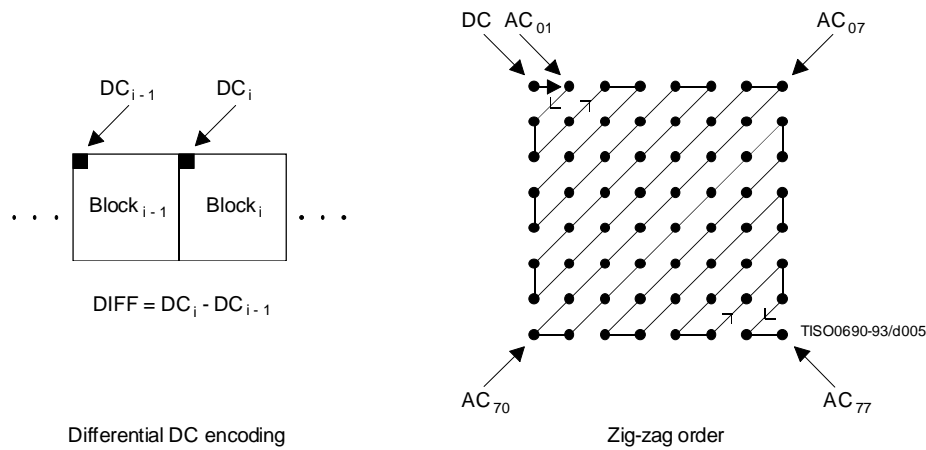 DC AC01 AC07
DCi - 1 DCi
Block i - 1 Blocki
. . . . . .
DIFF = DCi - DCi - 1
TISO0690-93/d005
AC70 AC77
Differential DC encoding
Zig-zag order